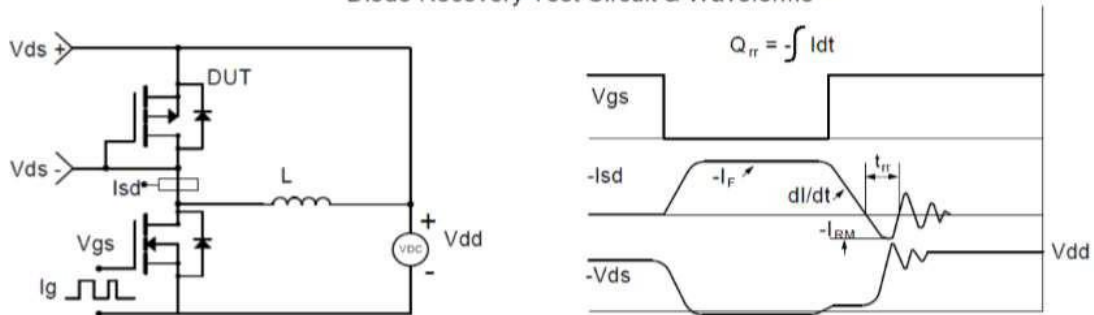 Diode Recovery Test Circuit & Waveforms
Vds +
DUT
Vds -
Isd
L
Vgs
Ig
VDC
+
-
Vdd
Qrr = -∫ Idt
Vgs
-Isd
-IF
dI/dt
trr
-IRM
-Vds
Vdd